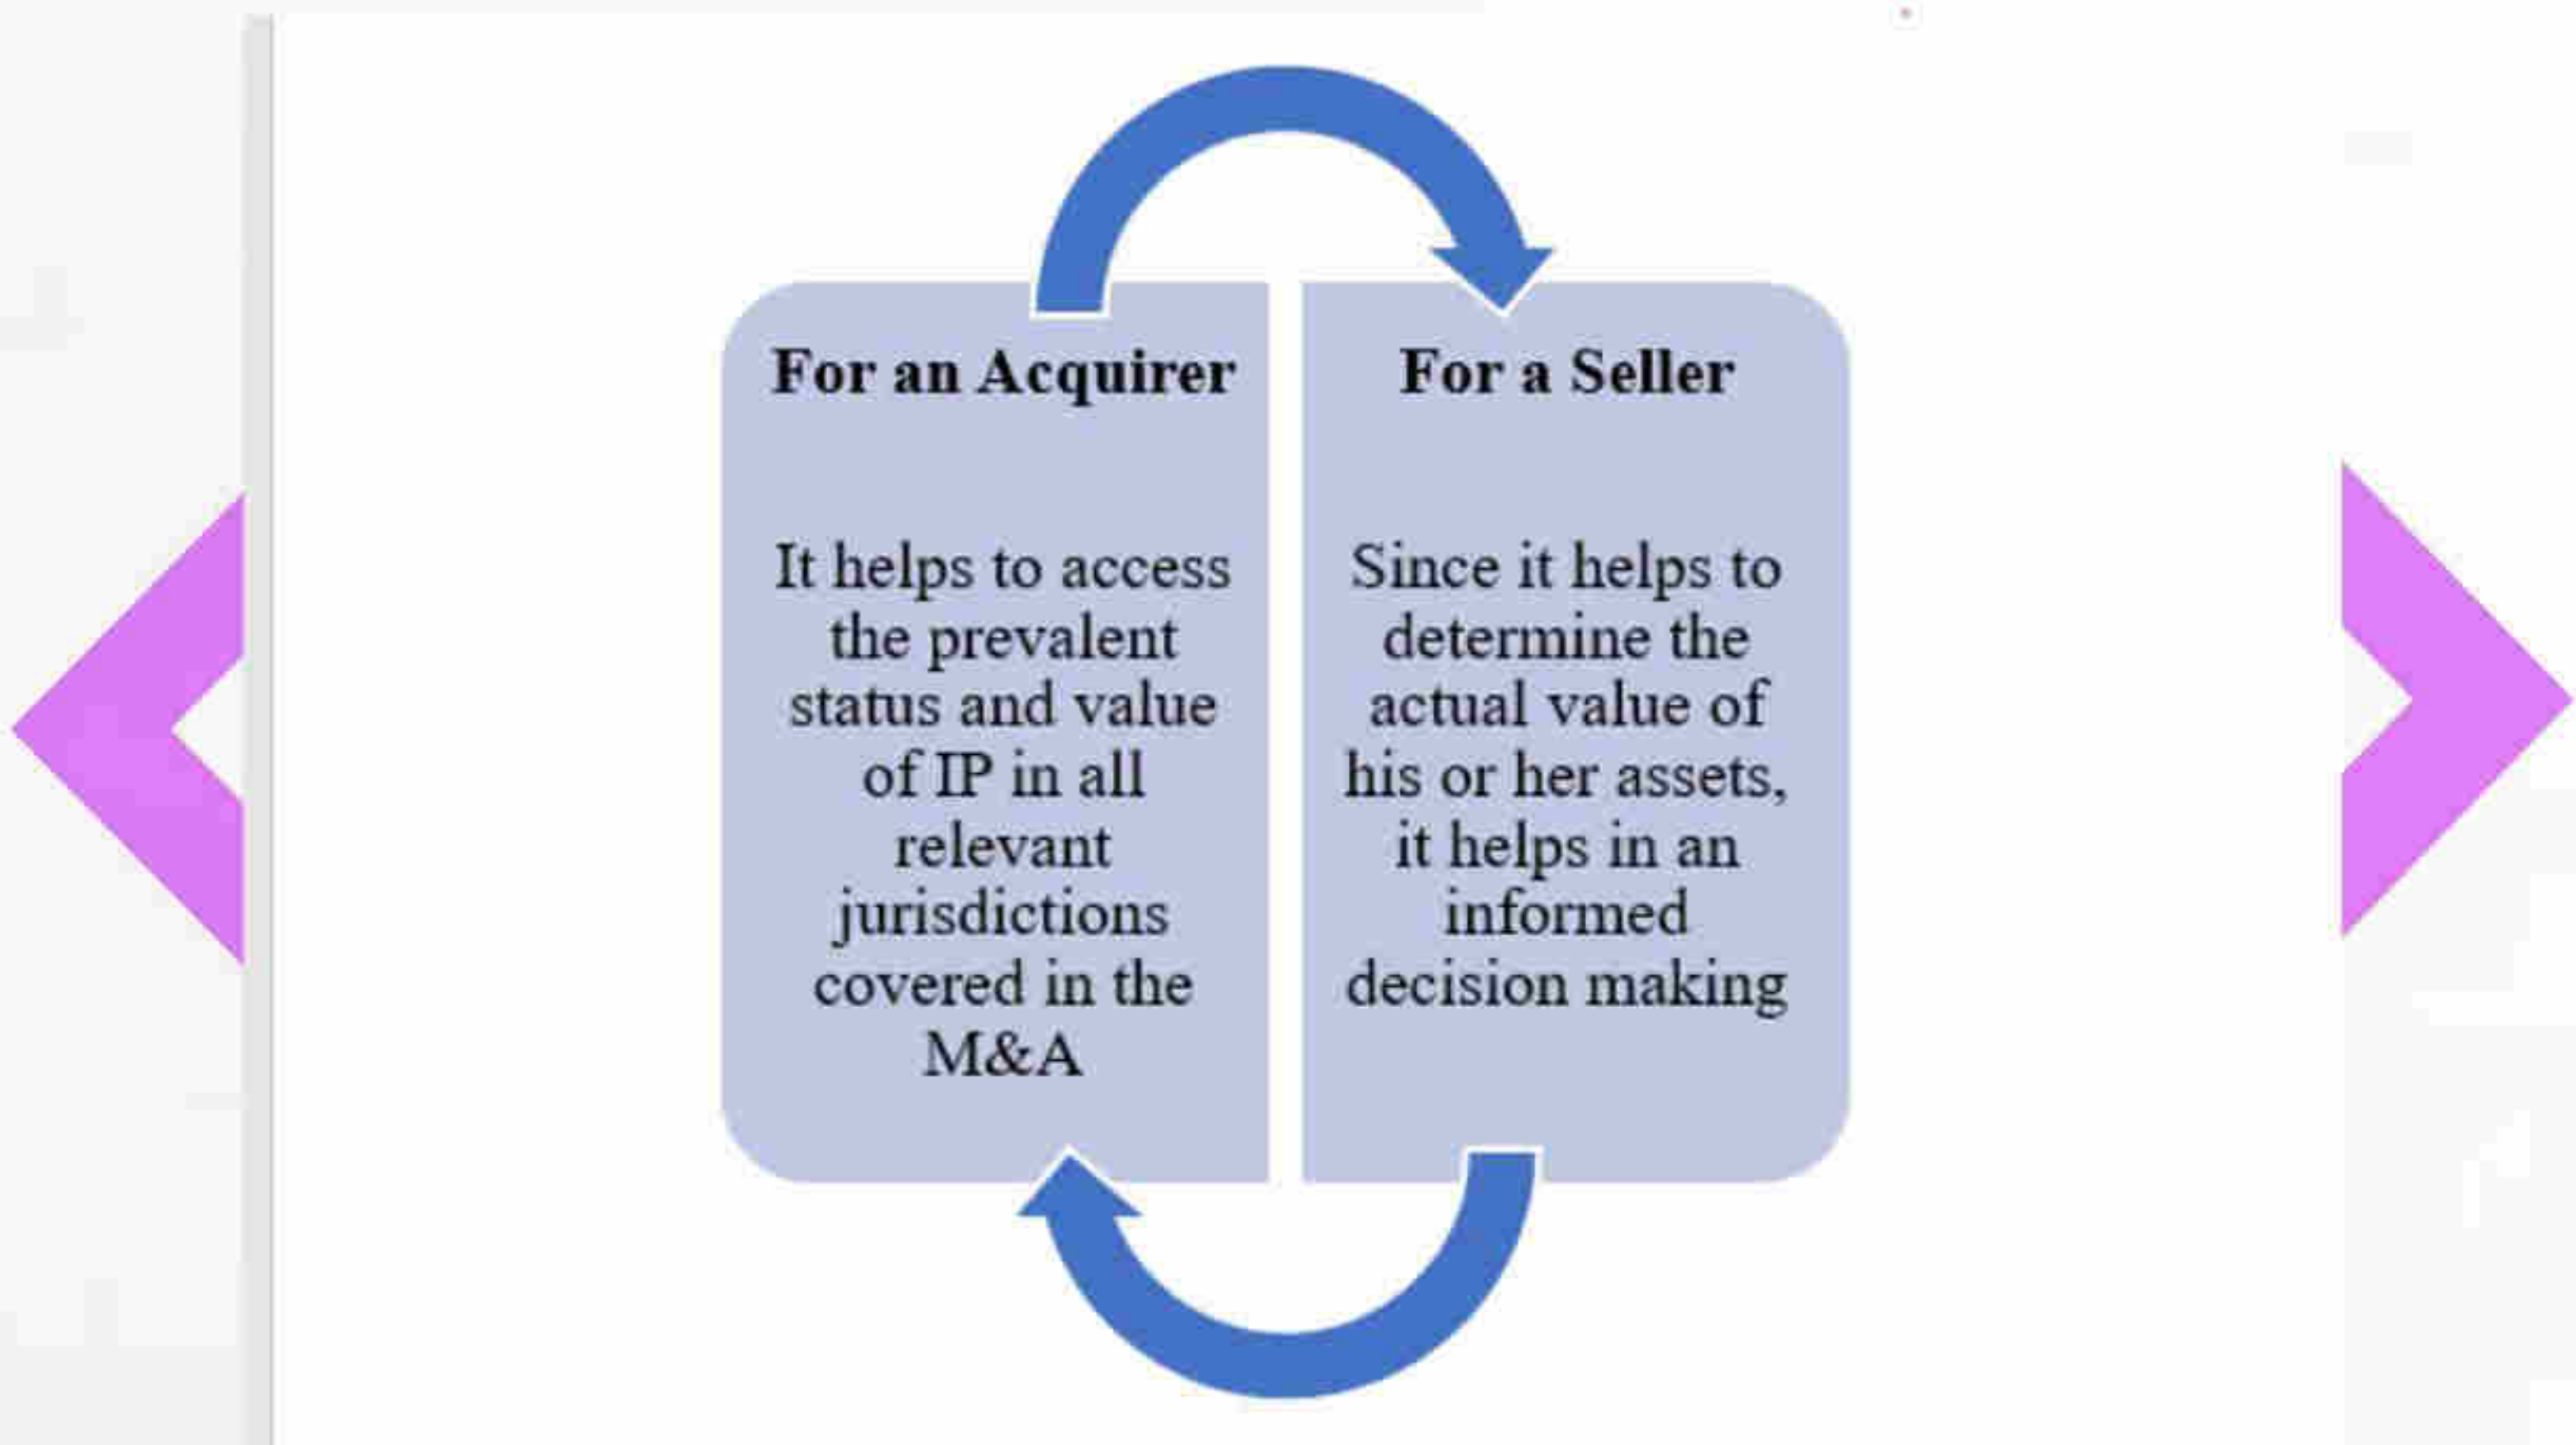 For an Acquirer
It helps to access
the prevalent
status and value
of IP in all
relevant
jurisdictions
covered in the
M&A
For a Seller
Since it helps to
determine the
actual value of
his or her assets,
it helps in an
informed
decision making